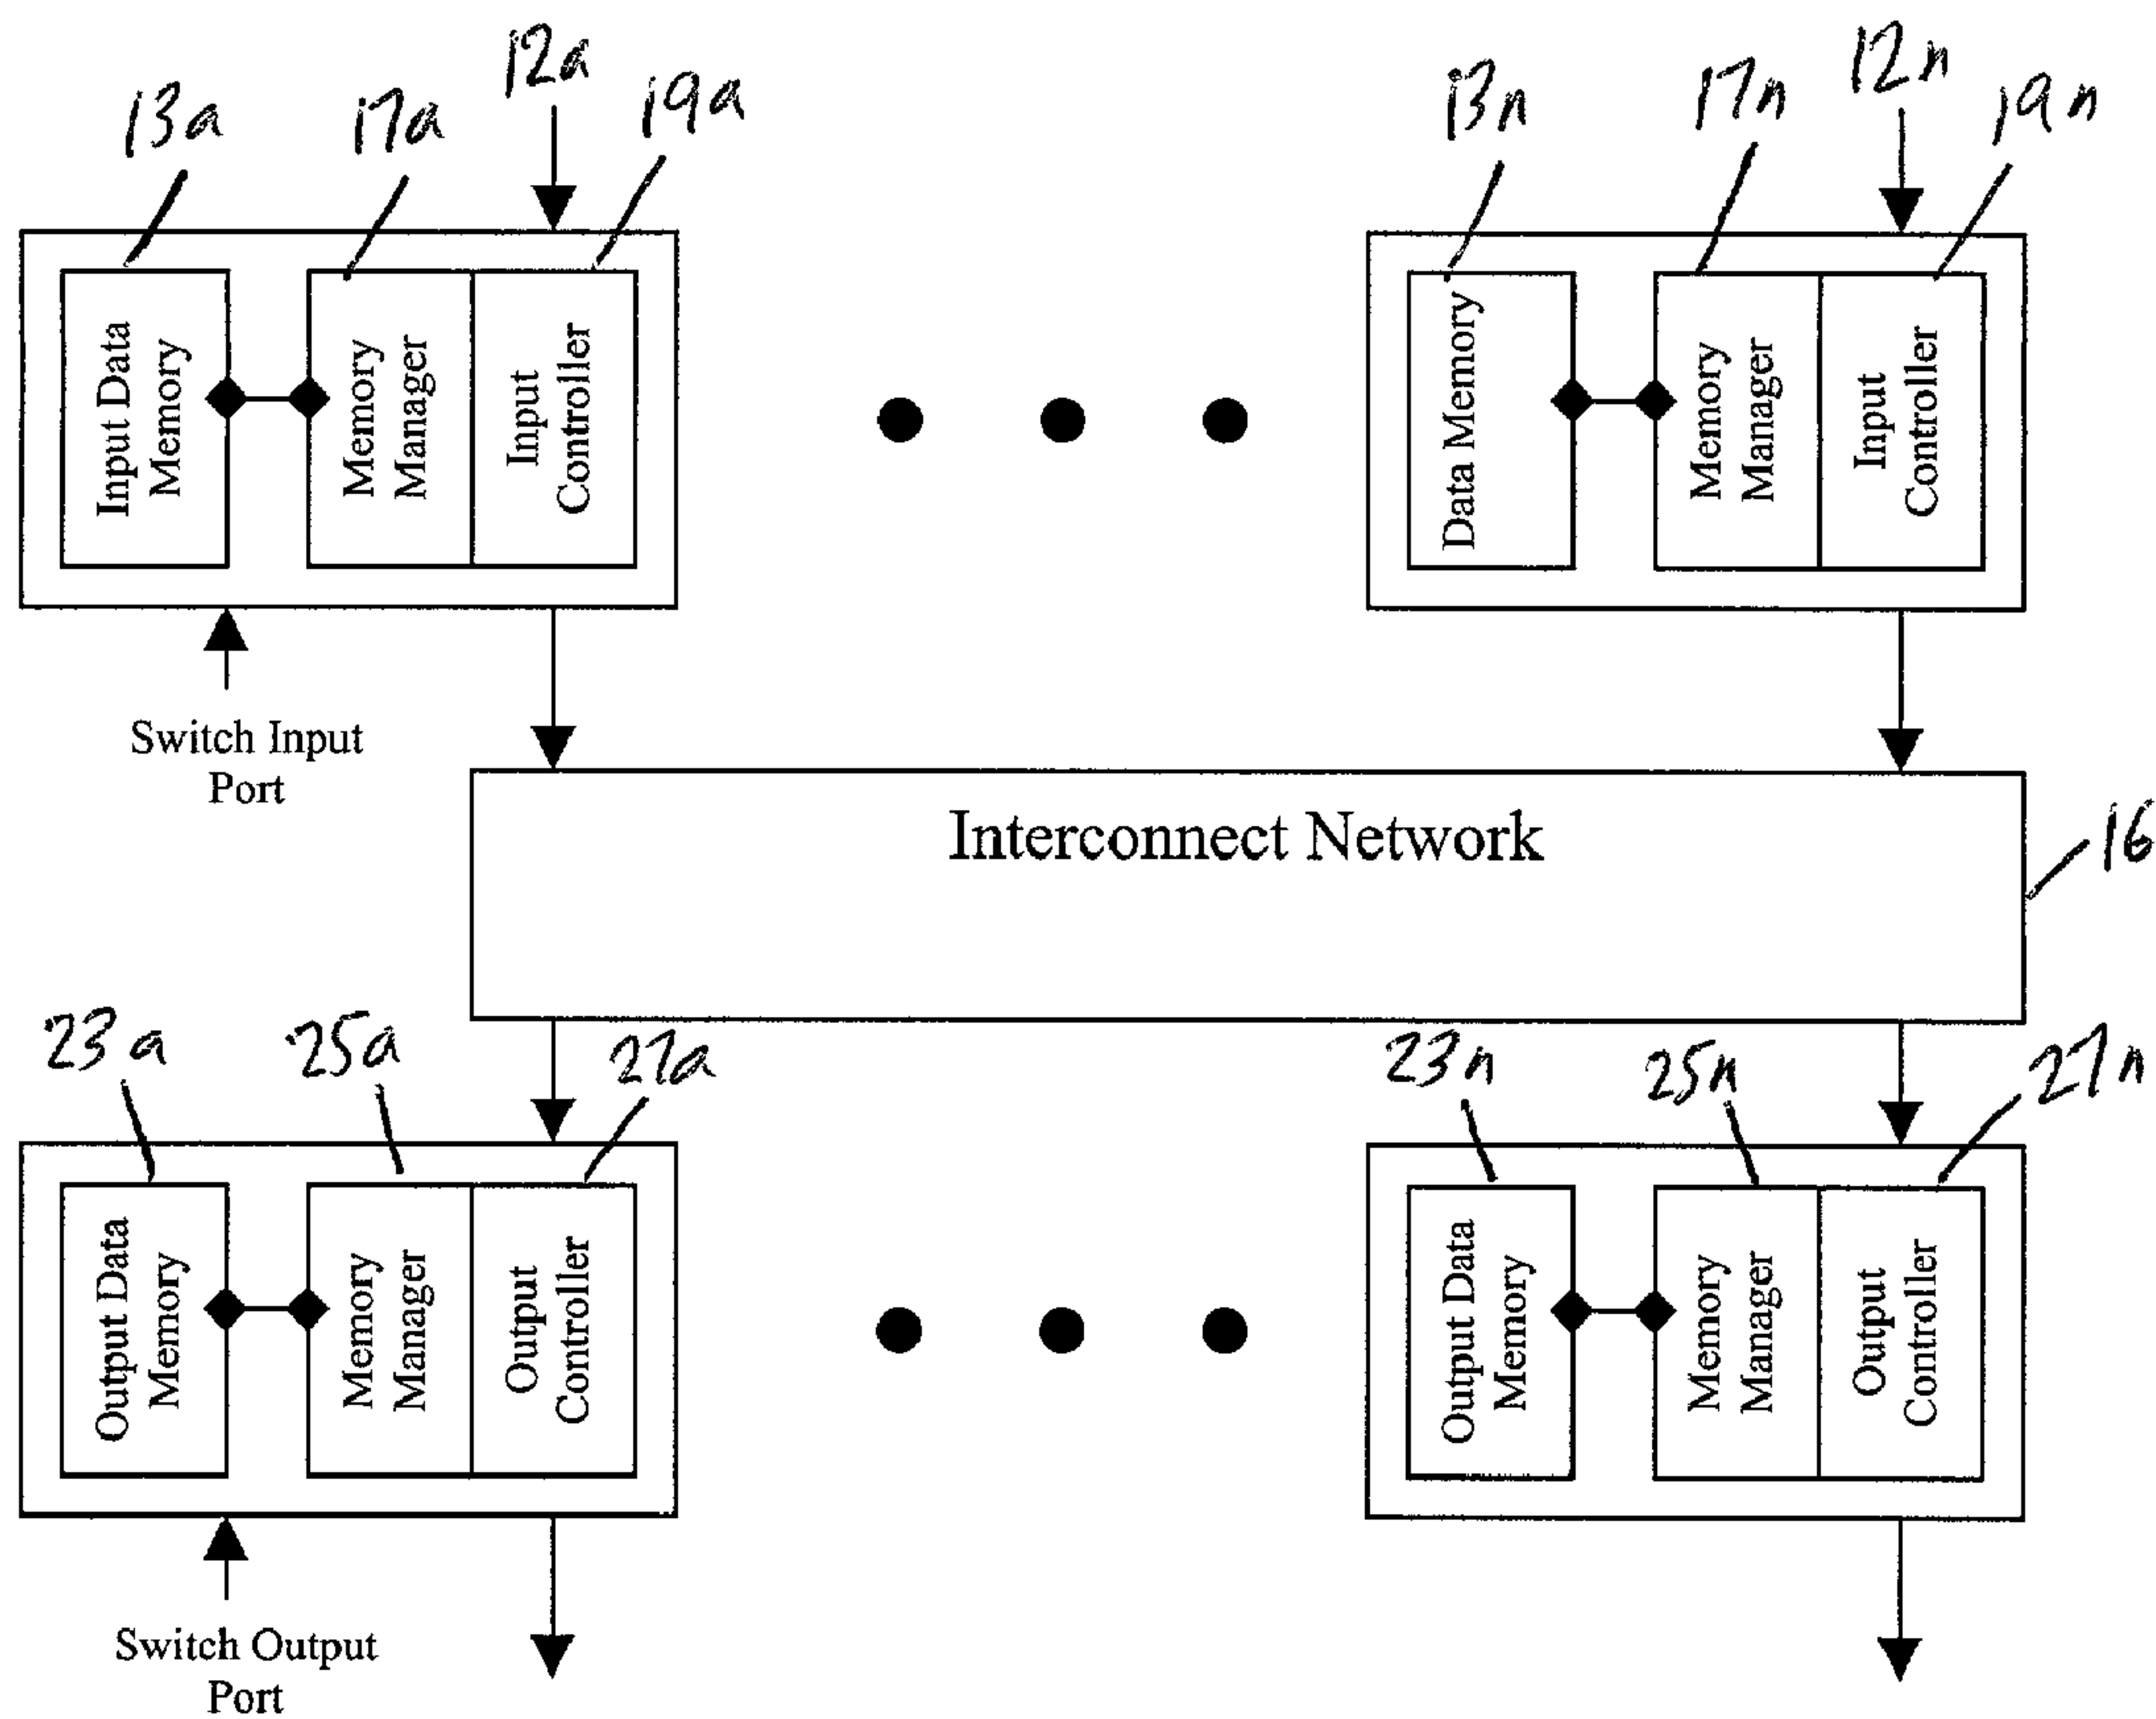 12a
12n
13a
17a
19a
13n
17n
19n
Input Data
Memory
Memory
Manager
Input
Controller
Data Memory
Memory
Manager
Input
Controller
Switch Input
Port
Interconnect Network
16
23a
25a
27a
23n
25n
27n
Output Data
Memory
Memory
Manager
Output
Controller
Output Data
Memory
Memory
Manager
Output
Controller
Switch Output
Port